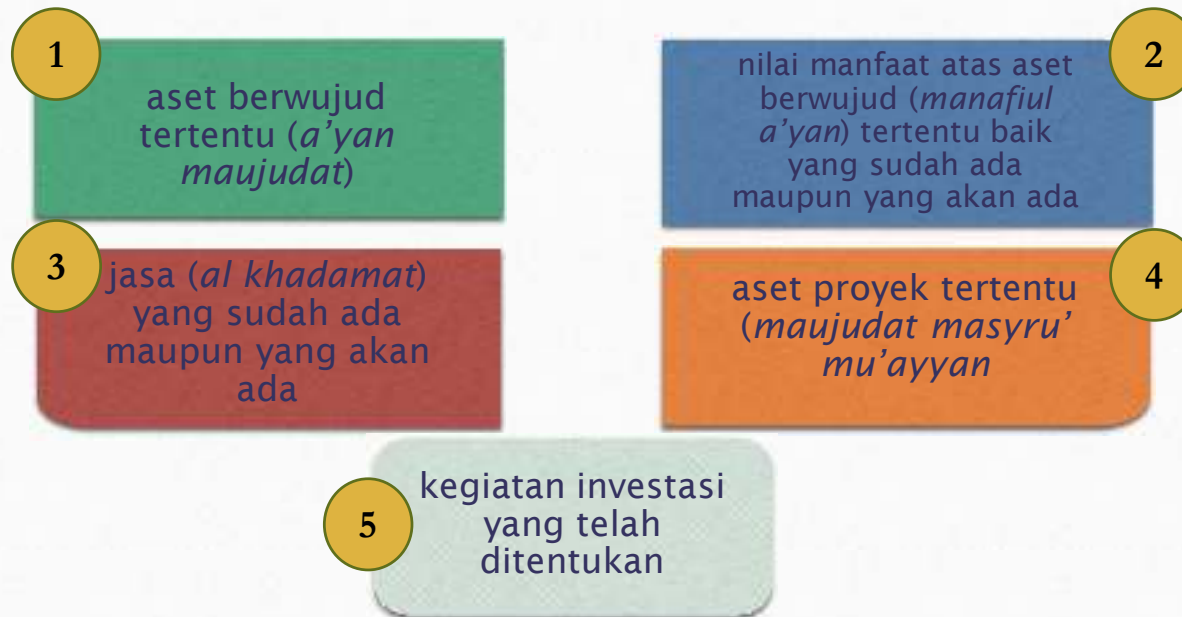 1
aset berwujud
tertentu (a’yan
maujudat)
2
nilai manfaat atas aset
berwujud (manafiul
a’yan) tertentu baik
yang sudah ada
maupun yang akan ada
3
jasa (al khadamat)
yang sudah ada
maupun yang akan
ada
4
aset proyek tertentu
(maujudat masyru’
mu’ayyan
5
kegiatan investasi
yang telah
ditentukan